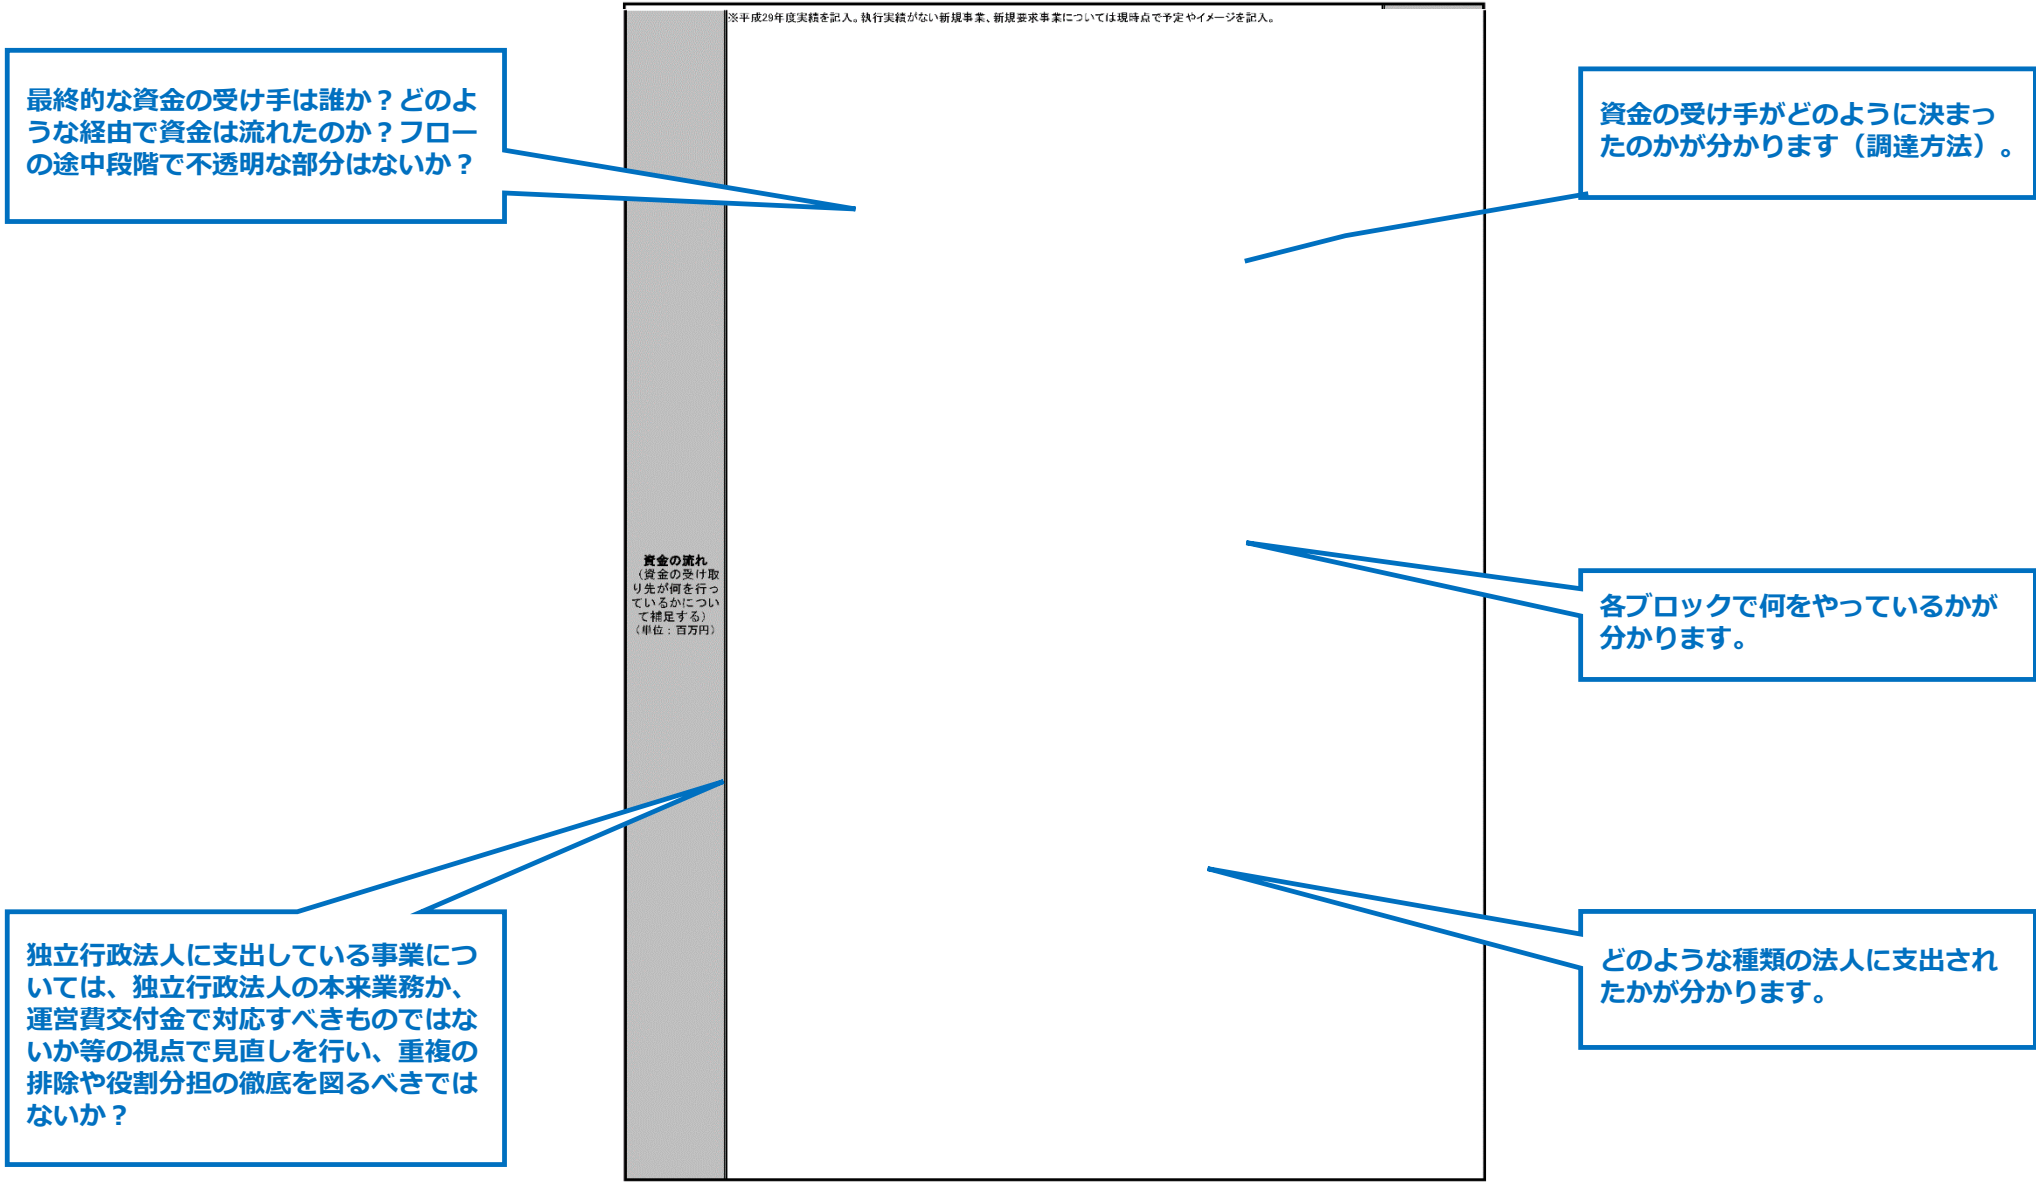 ※平成29年度実績を記入。執行実績がない新規事業、新規要求事業については現時点で予定やイメージを記入。
最終的な資金の受け手は誰か？どのよ
うな経由で資金は流れたのか？フロー
の途中段階で不透明な部分はないか？
資金の受け手がどのように決まっ
たのかが分かります（調達方法）。
資金の流れ
（資金の受け取
り先が何を行っ
ているかについ
て補足する）
（単位：百万円）
各ブロックで何をやっているかが
分かります。
独立行政法人に支出している事業につ
いては、独立行政法人の本来業務か、
運営費交付金で対応すべきものではな
いか等の視点で見直しを行い、重複の
排除や役割分担の徹底を図るべきでは
ないか？
どのような種類の法人に支出され
たかが分かります。